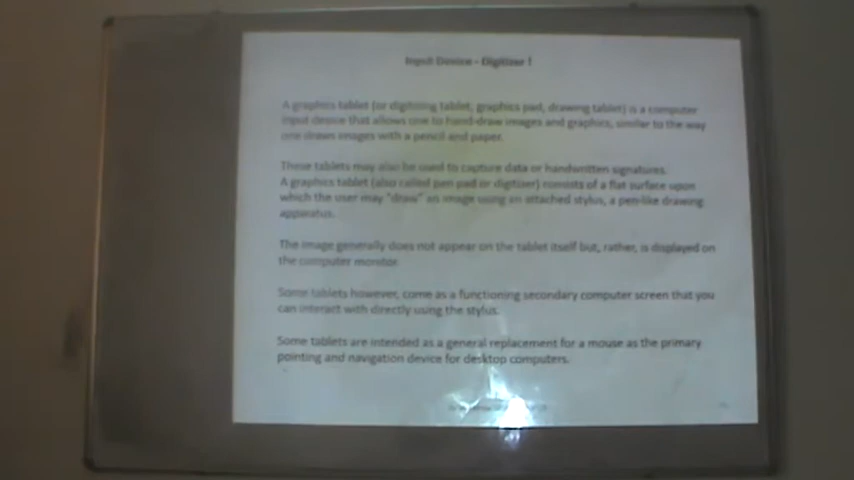 Input Device - Digitizer !
A graphics tablet (or digitizing tablet, graphics pad, drawing tablet) is a computer
input device that allows one to hand-draw images and graphics, similar to the way
one draws images with a pencil and paper.
These tablets may also be used to capture data or handwritten signatures.
A graphics tablet (also called pen pad or digitizer) consists of a flat surface upon
which the user may "draw" an image using an attached stylus, a pen-like drawing
apparatus.
The image generally does not appear on the tablet itself but, rather, is displayed on
the computer monitor.
Some tablets however, come as a functioning secondary computer screen that you
can interact with directly using the stylus.
Some tablets are intended as a general replacement for a mouse as the primary
pointing and navigation device for desktop computers.